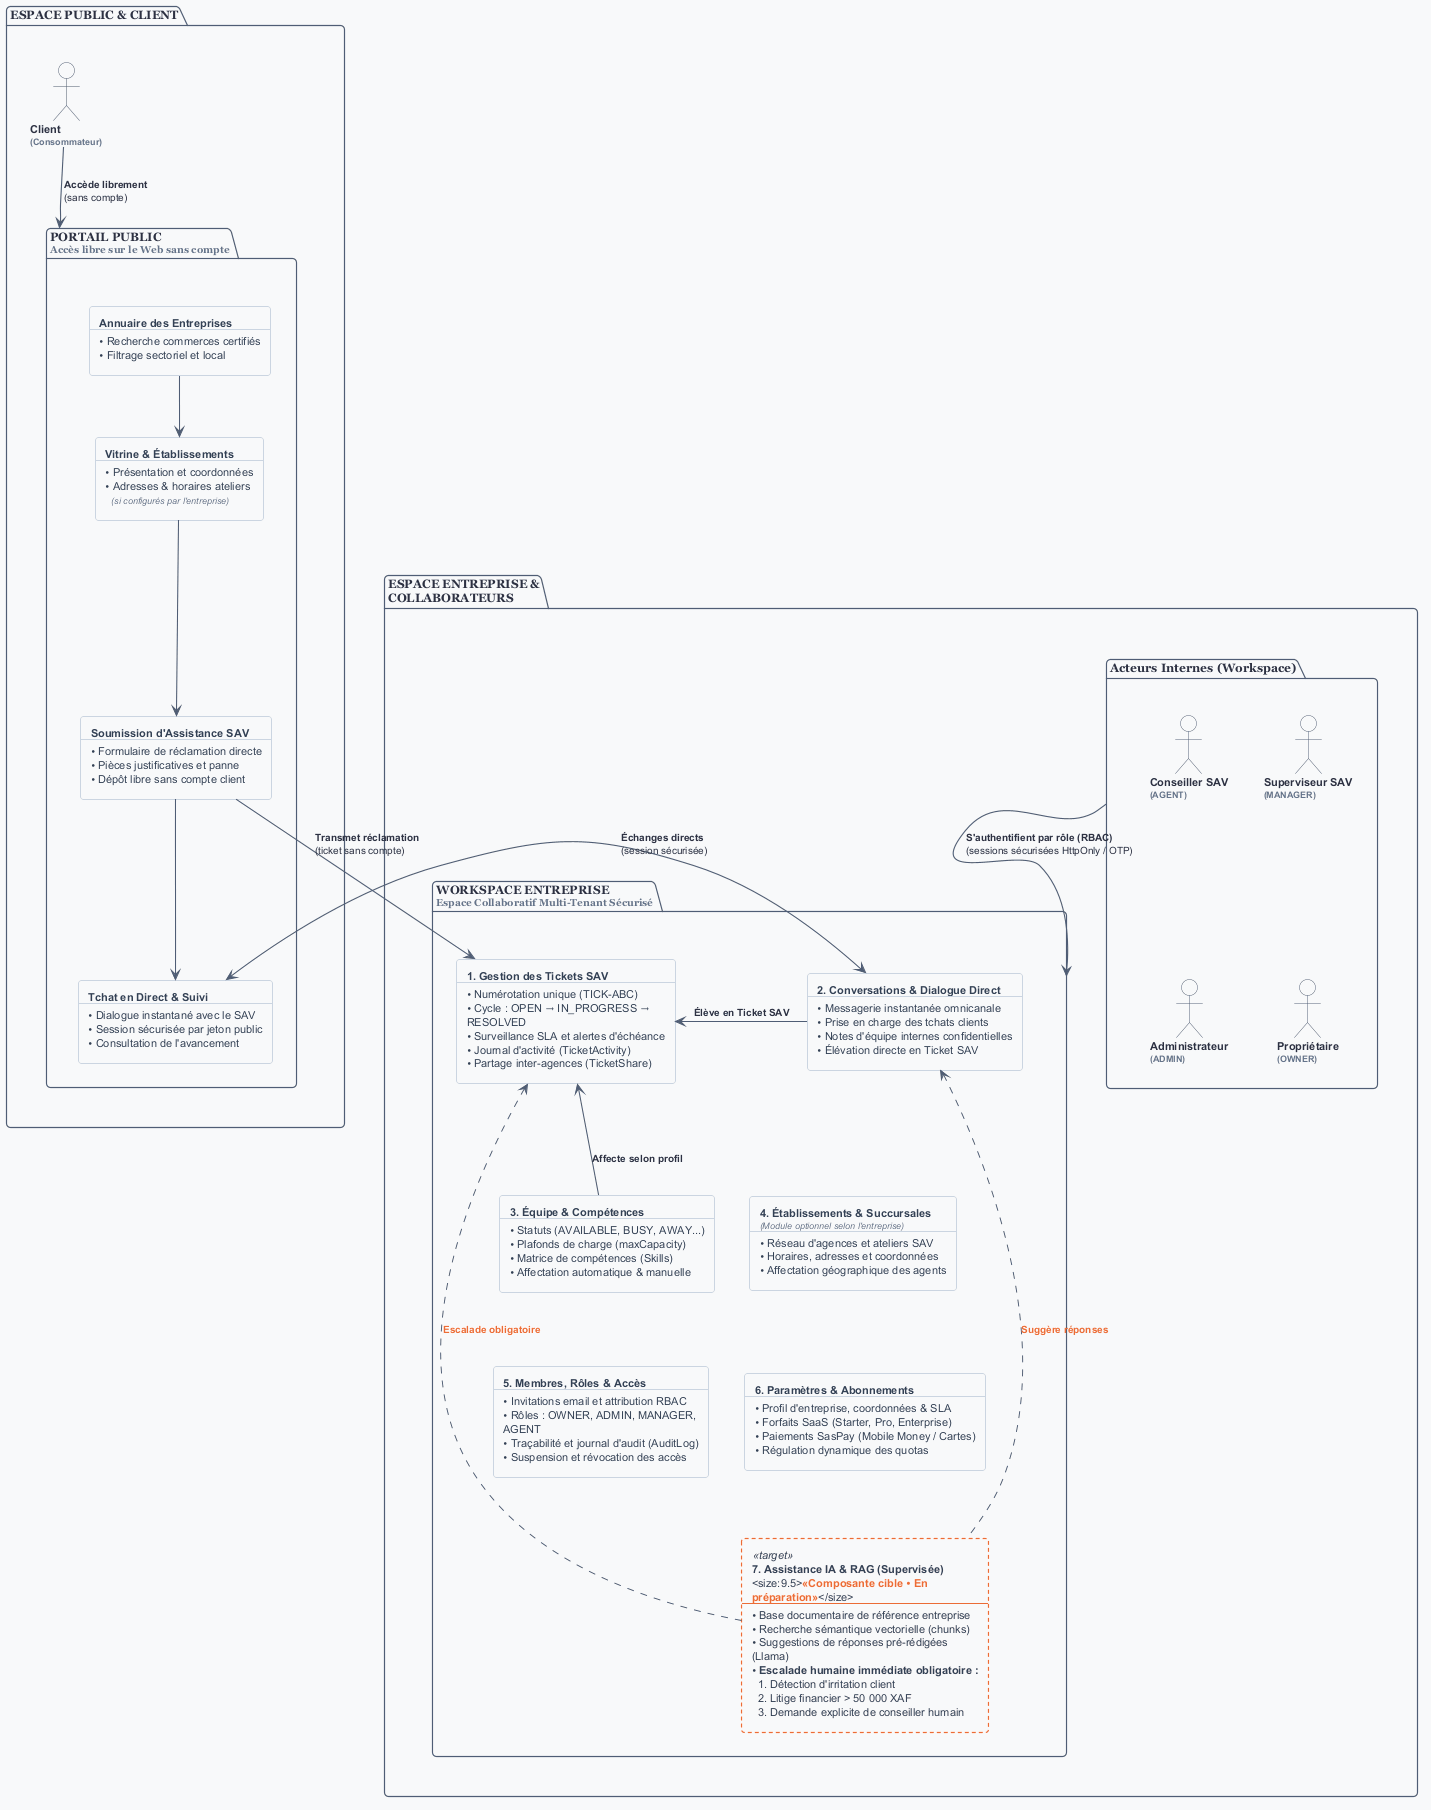 ESPACE PUBLIC & CLIENT
Client
(Consommateur)
Accède librement
(sans compte)
PORTAIL PUBLIC
Accès libre sur le Web sans compte
Annuaire des Entreprises
• Recherche commerces certifiés
• Filtrage sectoriel et local
Vitrine & Établissements
• Présentation et coordonnées
• Adresses & horaires ateliers
(si configurés par l'entreprise)
Soumission d'Assistance SAV
• Formulaire de réclamation directe
• Pièces justificatives et panne
• Dépôt libre sans compte client
Transmet réclamation
(ticket sans compte)
Échanges directs
(session sécurisée)
Tchat en Direct & Suivi
• Dialogue instantané avec le SAV
• Session sécurisée par jeton public
• Consultation de l'avancement
ESPACE ENTREPRISE &
COLLABORATEURS
Acteurs Internes (Workspace)
Conseiller SAV
(AGENT)
Superviseur SAV
(MANAGER)
S'authentifient par rôle (RBAC)
(sessions sécurisées HttpOnly / OTP)
Administrateur
(ADMIN)
Propriétaire
(OWNER)
WORKSPACE ENTREPRISE
Espace Collaboratif Multi-Tenant Sécurisé
1. Gestion des Tickets SAV
• Numérotation unique (TICK-ABC)
• Cycle : OPEN → IN_PROGRESS →
RESOLVED
• Surveillance SLA et alertes d'échéance
• Journal d'activité (TicketActivity)
• Partage inter-agences (TicketShare)
Élève en Ticket SAV
2. Conversations & Dialogue Direct
• Messagerie instantanée omnicanale
• Prise en charge des tchats clients
• Notes d'équipe internes confidentielles
• Élévation directe en Ticket SAV
Affecte selon profil
3. Équipe & Compétences
• Statuts (AVAILABLE, BUSY, AWAY...)
• Plafonds de charge (maxCapacity)
• Matrice de compétences (Skills)
• Affectation automatique & manuelle
4. Établissements & Succursales
(Module optionnel selon l'entreprise)
• Réseau d'agences et ateliers SAV
• Horaires, adresses et coordonnées
• Affectation géographique des agents
Escalade obligatoire
Suggère réponses
5. Membres, Rôles & Accès
• Invitations email et attribution RBAC
• Rôles : OWNER, ADMIN, MANAGER,
AGENT
• Traçabilité et journal d'audit (AuditLog)
• Suspension et révocation des accès
6. Paramètres & Abonnements
• Profil d'entreprise, coordonnées & SLA
• Forfaits SaaS (Starter, Pro, Enterprise)
• Paiements SasPay (Mobile Money / Cartes)
• Régulation dynamique des quotas
«target»
7. Assistance IA & RAG (Supervisée)
<size:9.5>«Composante cible • En
préparation»</size>
• Base documentaire de référence entreprise
• Recherche sémantique vectorielle (chunks)
• Suggestions de réponses pré-rédigées
(Llama)
• Escalade humaine immédiate obligatoire :
1. Détection d'irritation client
2. Litige financier > 50 000 XAF
3. Demande explicite de conseiller humain